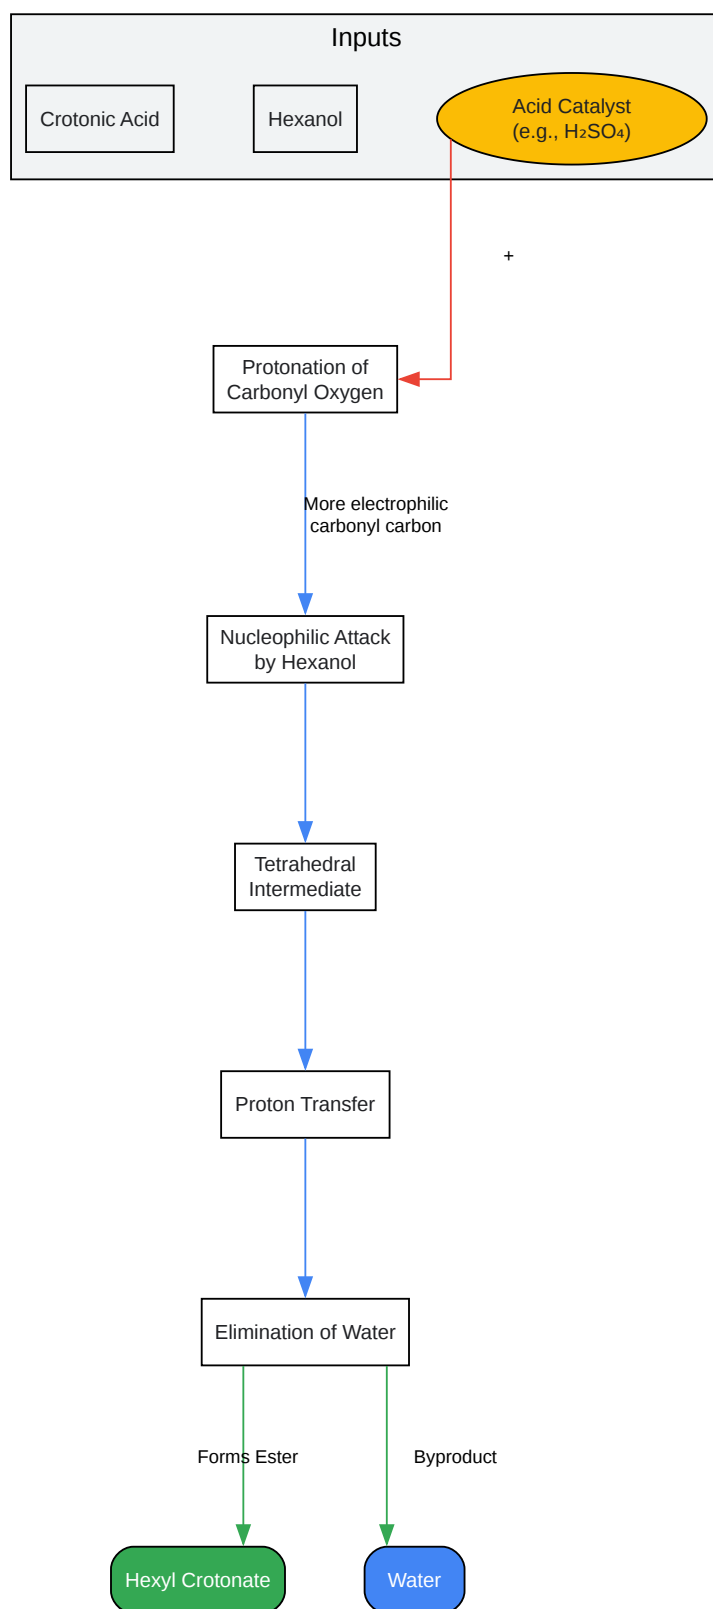 Inputs
Crotonic Acid
Hexanol
Acid Catalyst
(e.g., H₂SO₄)
+
Protonation of
Carbonyl Oxygen
More electrophilic
carbonyl carbon
Nucleophilic Attack
by Hexanol
Tetrahedral
Intermediate
Proton Transfer
Elimination of Water
Forms Ester
Byproduct
Hexyl Crotonate
Water